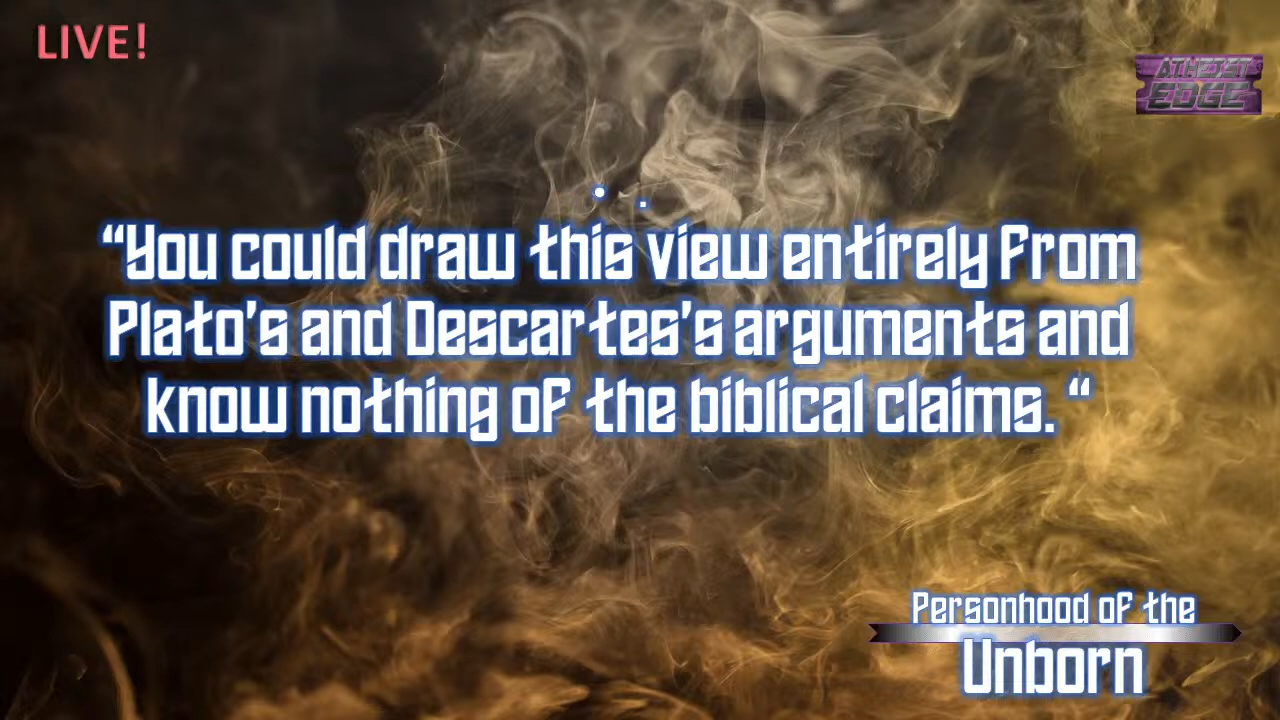 LIVE!
ATHEIST
EDGE
“You could draw this view entirely from
Plato’s and Descartes’s arguments and
know nothing of the biblical claims. “
Personhood of the
Unborn